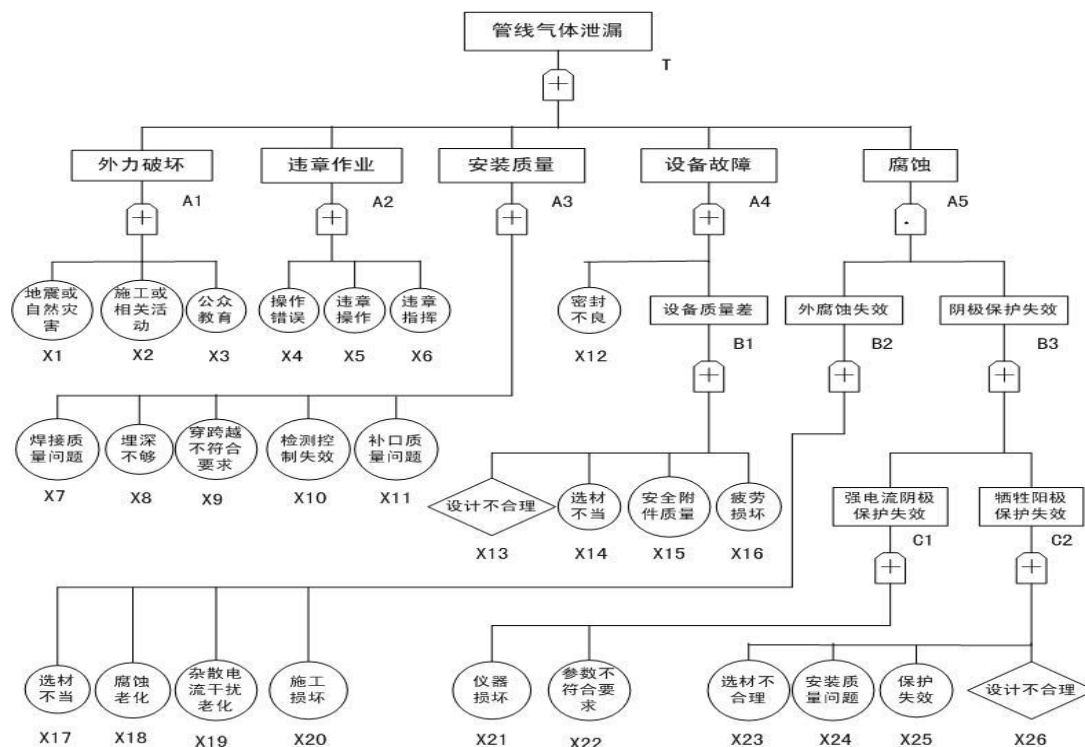 管线气体泄漏
T
外力破坏
违章作业
安装质量
设备故障
腐蚀
A1
A2
A3
A4
A5
地震或
自然灾
害
施工或
相关活
动
公众
教育
操作
错误
违章
操作
违章
指挥
密封
不良
设备质量差
外腐蚀失效
阴极保护失效
X1
X2
X3
X4
X5
X6
X12
B1
B2
B3
焊接质
量问题
埋深
不够
穿跨越
不符合
要求
检测控
制失效
补口质
量问题
X7
X8
X9
X10
X11
设计不合理
选材
不当
安全附
件质量
疲劳
损坏
强电流阴极
保护失效
牺牲阳极
保护失效
X13
X14
X15
X16
C1
C2
选材
不当
腐蚀
老化
杂散电
流干扰
老化
施工
损坏
仪器
损坏
参数不
符合要
求
选材不
合理
安装质
量问题
保护
失效
设计不合理
X17
X18
X19
X20
X21
X22
X23
X24
X25
X26